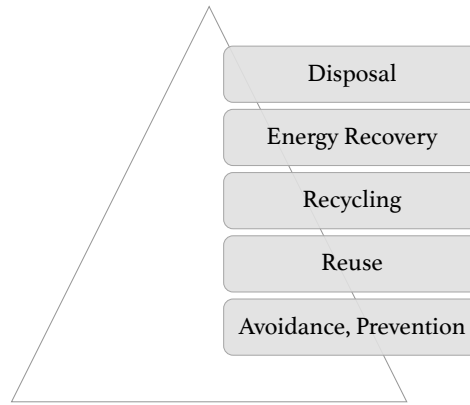 Disposal
Energy Recovery
Recycling
Reuse
Avoidance, Prevention